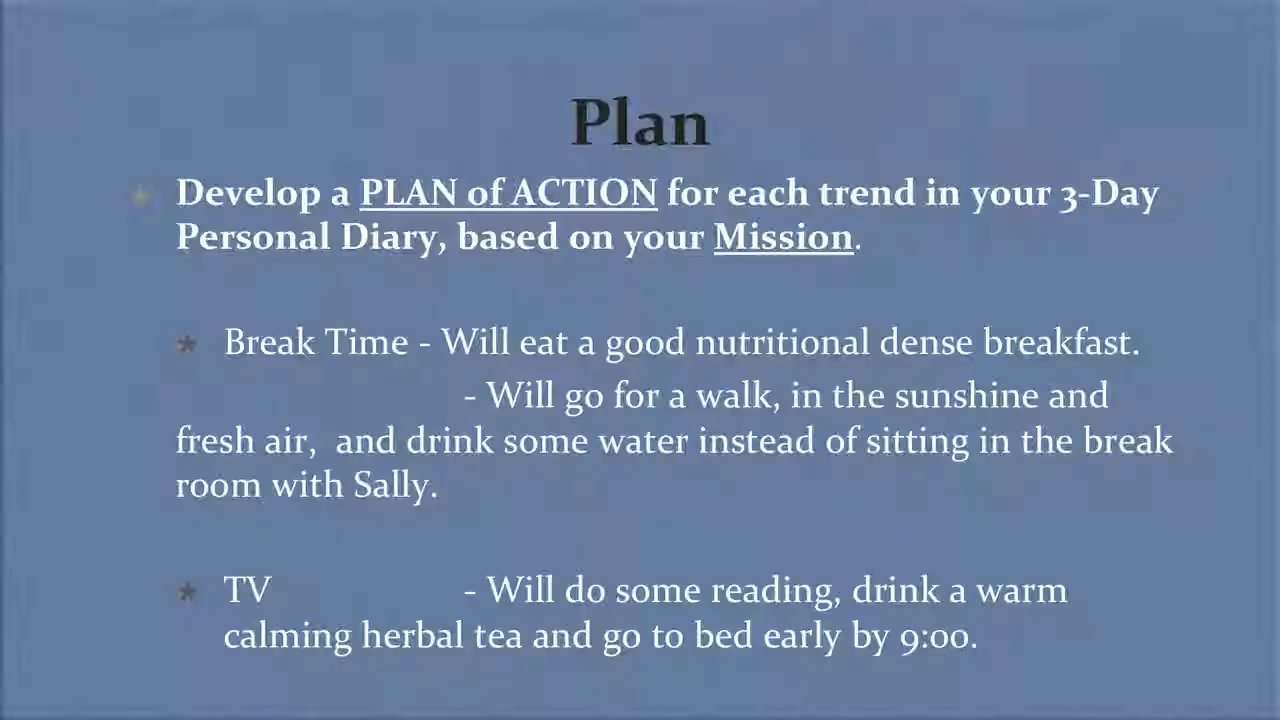 Plan
* Develop a PLAN of ACTION for each trend in your 3-Day
Personal Diary, based on your Mission.
* Break Time - Will eat a good nutritional dense breakfast.
- Will go for a walk, in the sunshine and
fresh air, and drink some water instead of sitting in the break
room with Sally.
* TV - Will do some reading, drink a warm
calming herbal tea and go to bed early by 9:00.